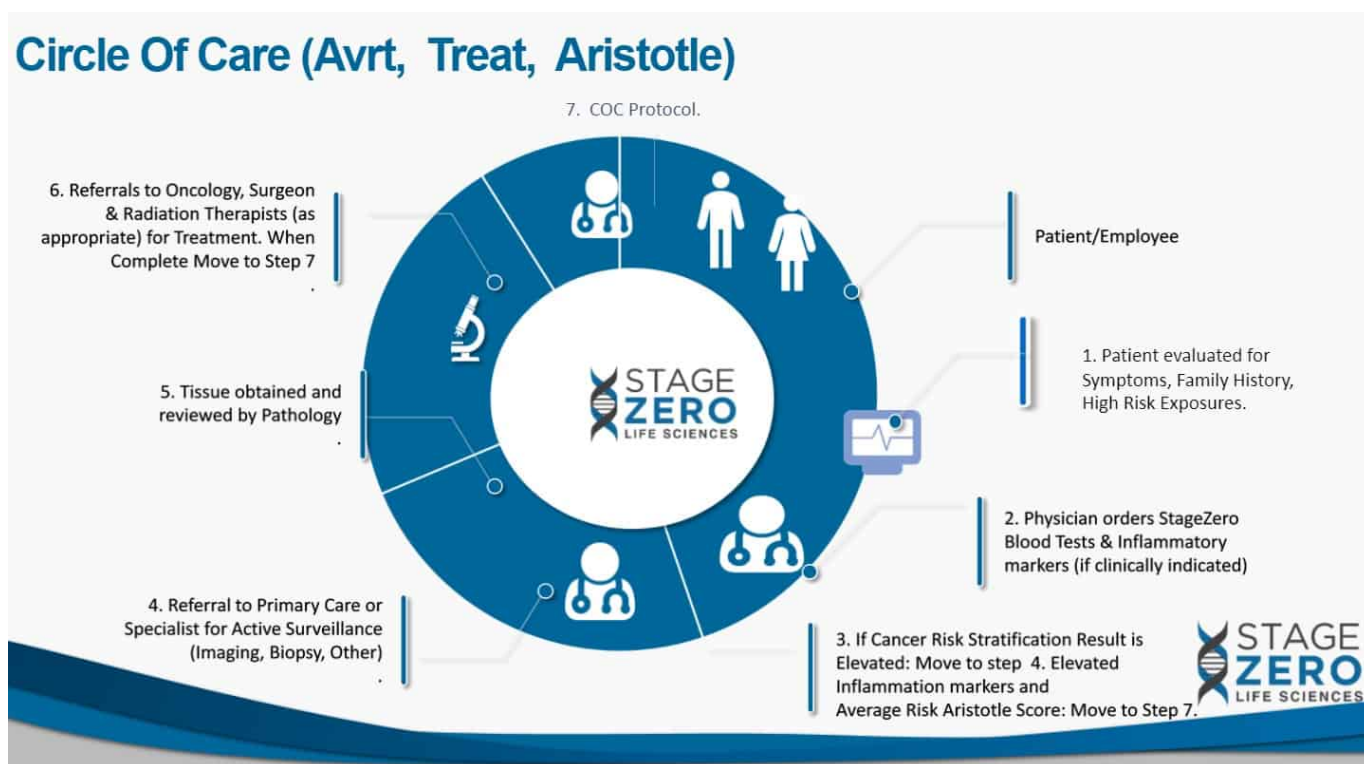 Circle Of Care (Avrt, Treat, Aristotle)
7. COC Protocol.
Patient/Employee
1. Patient evaluated for
Symptoms, Family History,
High Risk Exposures.
2. Physician orders StageZero
Blood Tests & Inflammatory
markers (if clinically indicated)
3. If Cancer Risk Stratification Result is
Elevated: Move to step 4. Elevated
Inflammation markers and
Average Risk Aristotle Score: Move to Step 7.
4. Referral to Primary Care or
Specialist for Active Surveillance
(Imaging, Biopsy, Other)
.
5. Tissue obtained and
reviewed by Pathology
.
6. Referrals to Oncology, Surgeon
& Radiation Therapists (as
appropriate) for Treatment. When
Complete Move to Step 7
.
STAGE
ZERO
LIFE SCIENCES
STAGE
ZERO
LIFE SCIENCES